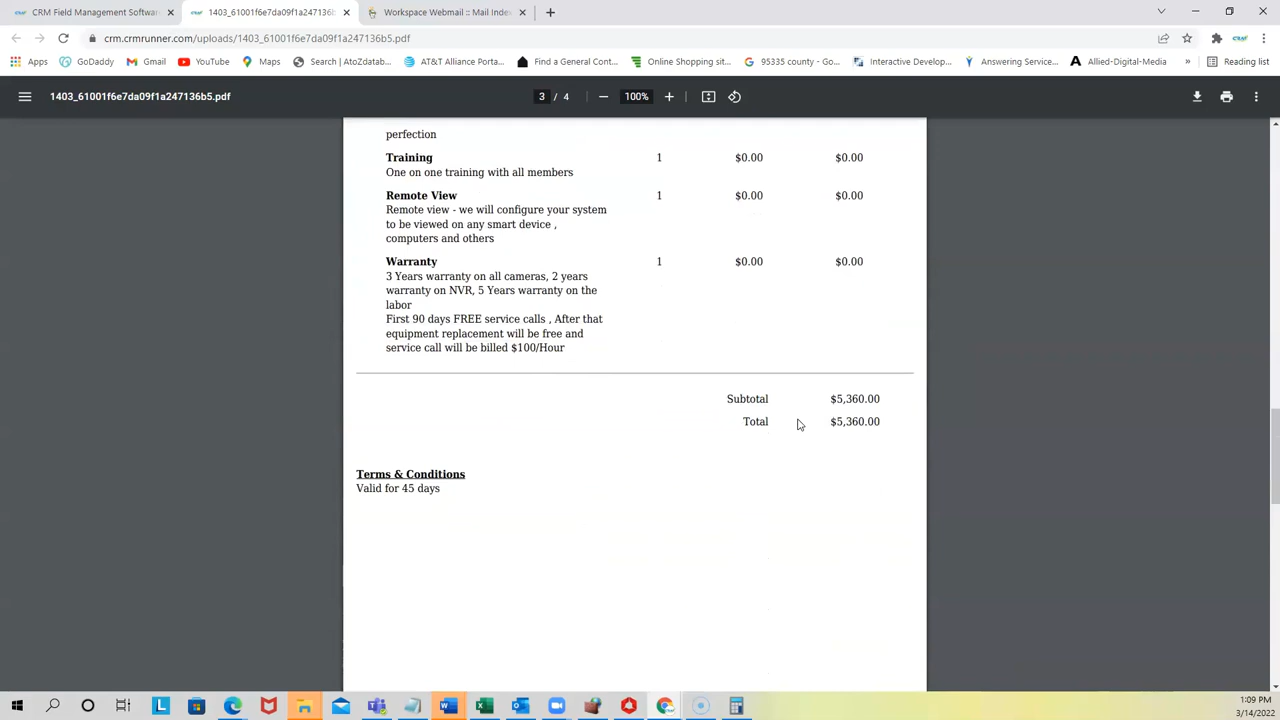 CRM Field Management Softwar
1403_61001f6e7da09f1a247136b
Workspace Webmail :: Mail Index
crm.crmrunner.com/uploads/1403_61001f6e7da09f1a247136b5.pdf
Apps
GoDaddy
Gmail
YouTube
Maps
Search | AtoZdatab...
AT&T Alliance Porta...
Find a General Cont...
Online Shopping sit...
95335 county - Go...
Interactive Develop...
Answering Service...
Allied-Digital-Media
»
Reading list
1403_61001f6e7da09f1a247136b5.pdf
3 / 4
100%
perfection
Training 1 $0.00 $0.00
One on one training with all members
Remote View 1 $0.00 $0.00
Remote view - we will configure your system
to be viewed on any smart device ,
computers and others
Warranty 1 $0.00 $0.00
3 Years warranty on all cameras, 2 years
warranty on NVR, 5 Years warranty on the
labor
First 90 days FREE service calls , After that
equipment replacement will be free and
service call will be billed $100/Hour
Subtotal $5,360.00
Total $5,360.00
Terms & Conditions
Valid for 45 days
1:09 PM
3/14/2022